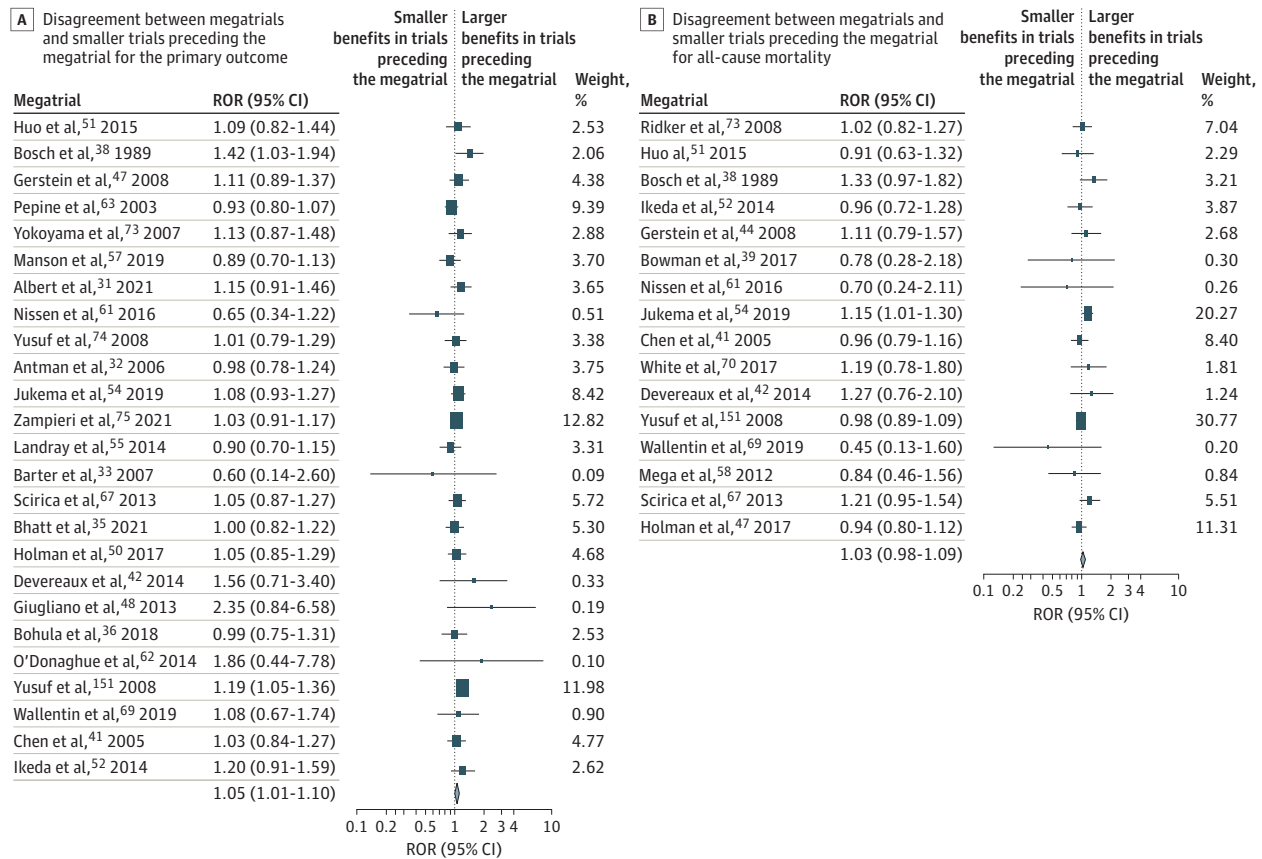 A Disagreement between megatrials
and smaller trials preceding the
megatrial for the primary outcome
Smaller
benefits in trials
preceding
the megatrial
Larger
benefits in trials
preceding
the megatrial
Megatrial ROR (95% CI) Weight,
%
Huo et al,51 2015 1.09 (0.82-1.44) 2.53
Bosch et al,38 1989 1.42 (1.03-1.94) 2.06
Gerstein et al,47 2008 1.11 (0.89-1.37) 4.38
Pepine et al,63 2003 0.93 (0.80-1.07) 9.39
Yokoyama et al,73 2007 1.13 (0.87-1.48) 2.88
Manson et al,57 2019 0.89 (0.70-1.13) 3.70
Albert et al,31 2021 1.15 (0.91-1.46) 3.65
Nissen et al,61 2016 0.65 (0.34-1.22) 0.51
Yusuf et al,74 2008 1.01 (0.79-1.29) 3.38
Antman et al,32 2006 0.98 (0.78-1.24) 3.75
Jukema et al,54 2019 1.08 (0.93-1.27) 8.42
Zampieri et al,75 2021 1.03 (0.91-1.17) 12.82
Landray et al,55 2014 0.90 (0.70-1.15) 3.31
Barter et al,33 2007 0.60 (0.14-2.60) 0.09
Scirica et al,67 2013 1.05 (0.87-1.27) 5.72
Bhatt et al,35 2021 1.00 (0.82-1.22) 5.30
Holman et al,50 2017 1.05 (0.85-1.29) 4.68
Devereaux et al,42 2014 1.56 (0.71-3.40) 0.33
Giugliano et al,48 2013 2.35 (0.84-6.58) 0.19
Bohula et al,36 2018 0.99 (0.75-1.31) 2.53
O'Donaghue et al,62 2014 1.86 (0.44-7.78) 0.10
Yusuf et al,151 2008 1.19 (1.05-1.36) 11.98
Wallentin et al,69 2019 1.08 (0.67-1.74) 0.90
Chen et al,41 2005 1.03 (0.84-1.27) 4.77
Ikeda et al,52 2014 1.20 (0.91-1.59) 2.62
1.05 (1.01-1.10)
0.1 0.2 0.5 1 2 3 4 10
ROR (95% CI)
B Disagreement between megatrials and
smaller trials preceding the megatrial
for all-cause mortality
Smaller
benefits in trials
preceding
the megatrial
Larger
benefits in trials
preceding
the megatrial
Megatrial ROR (95% CI) Weight,
%
Ridker et al,73 2008 1.02 (0.82-1.27) 7.04
Huo al,51 2015 0.91 (0.63-1.32) 2.29
Bosch et al,38 1989 1.33 (0.97-1.82) 3.21
Ikeda et al,52 2014 0.96 (0.72-1.28) 3.87
Gerstein et al,44 2008 1.11 (0.79-1.57) 2.68
Bowman et al,39 2017 0.78 (0.28-2.18) 0.30
Nissen et al,61 2016 0.70 (0.24-2.11) 0.26
Jukema et al,54 2019 1.15 (1.01-1.30) 20.27
Chen et al,41 2005 0.96 (0.79-1.16) 8.40
White et al,70 2017 1.19 (0.78-1.80) 1.81
Devereaux et al,42 2014 1.27 (0.76-2.10) 1.24
Yusuf et al,151 2008 0.98 (0.89-1.09) 30.77
Wallentin et al,69 2019 0.45 (0.13-1.60) 0.20
Mega et al,58 2012 0.84 (0.46-1.56) 0.84
Scirica et al,67 2013 1.21 (0.95-1.54) 5.51
Holman et al,47 2017 0.94 (0.80-1.12) 11.31
1.03 (0.98-1.09)
0.1 0.2 0.5 1 2 3 4 10
ROR (95% CI)